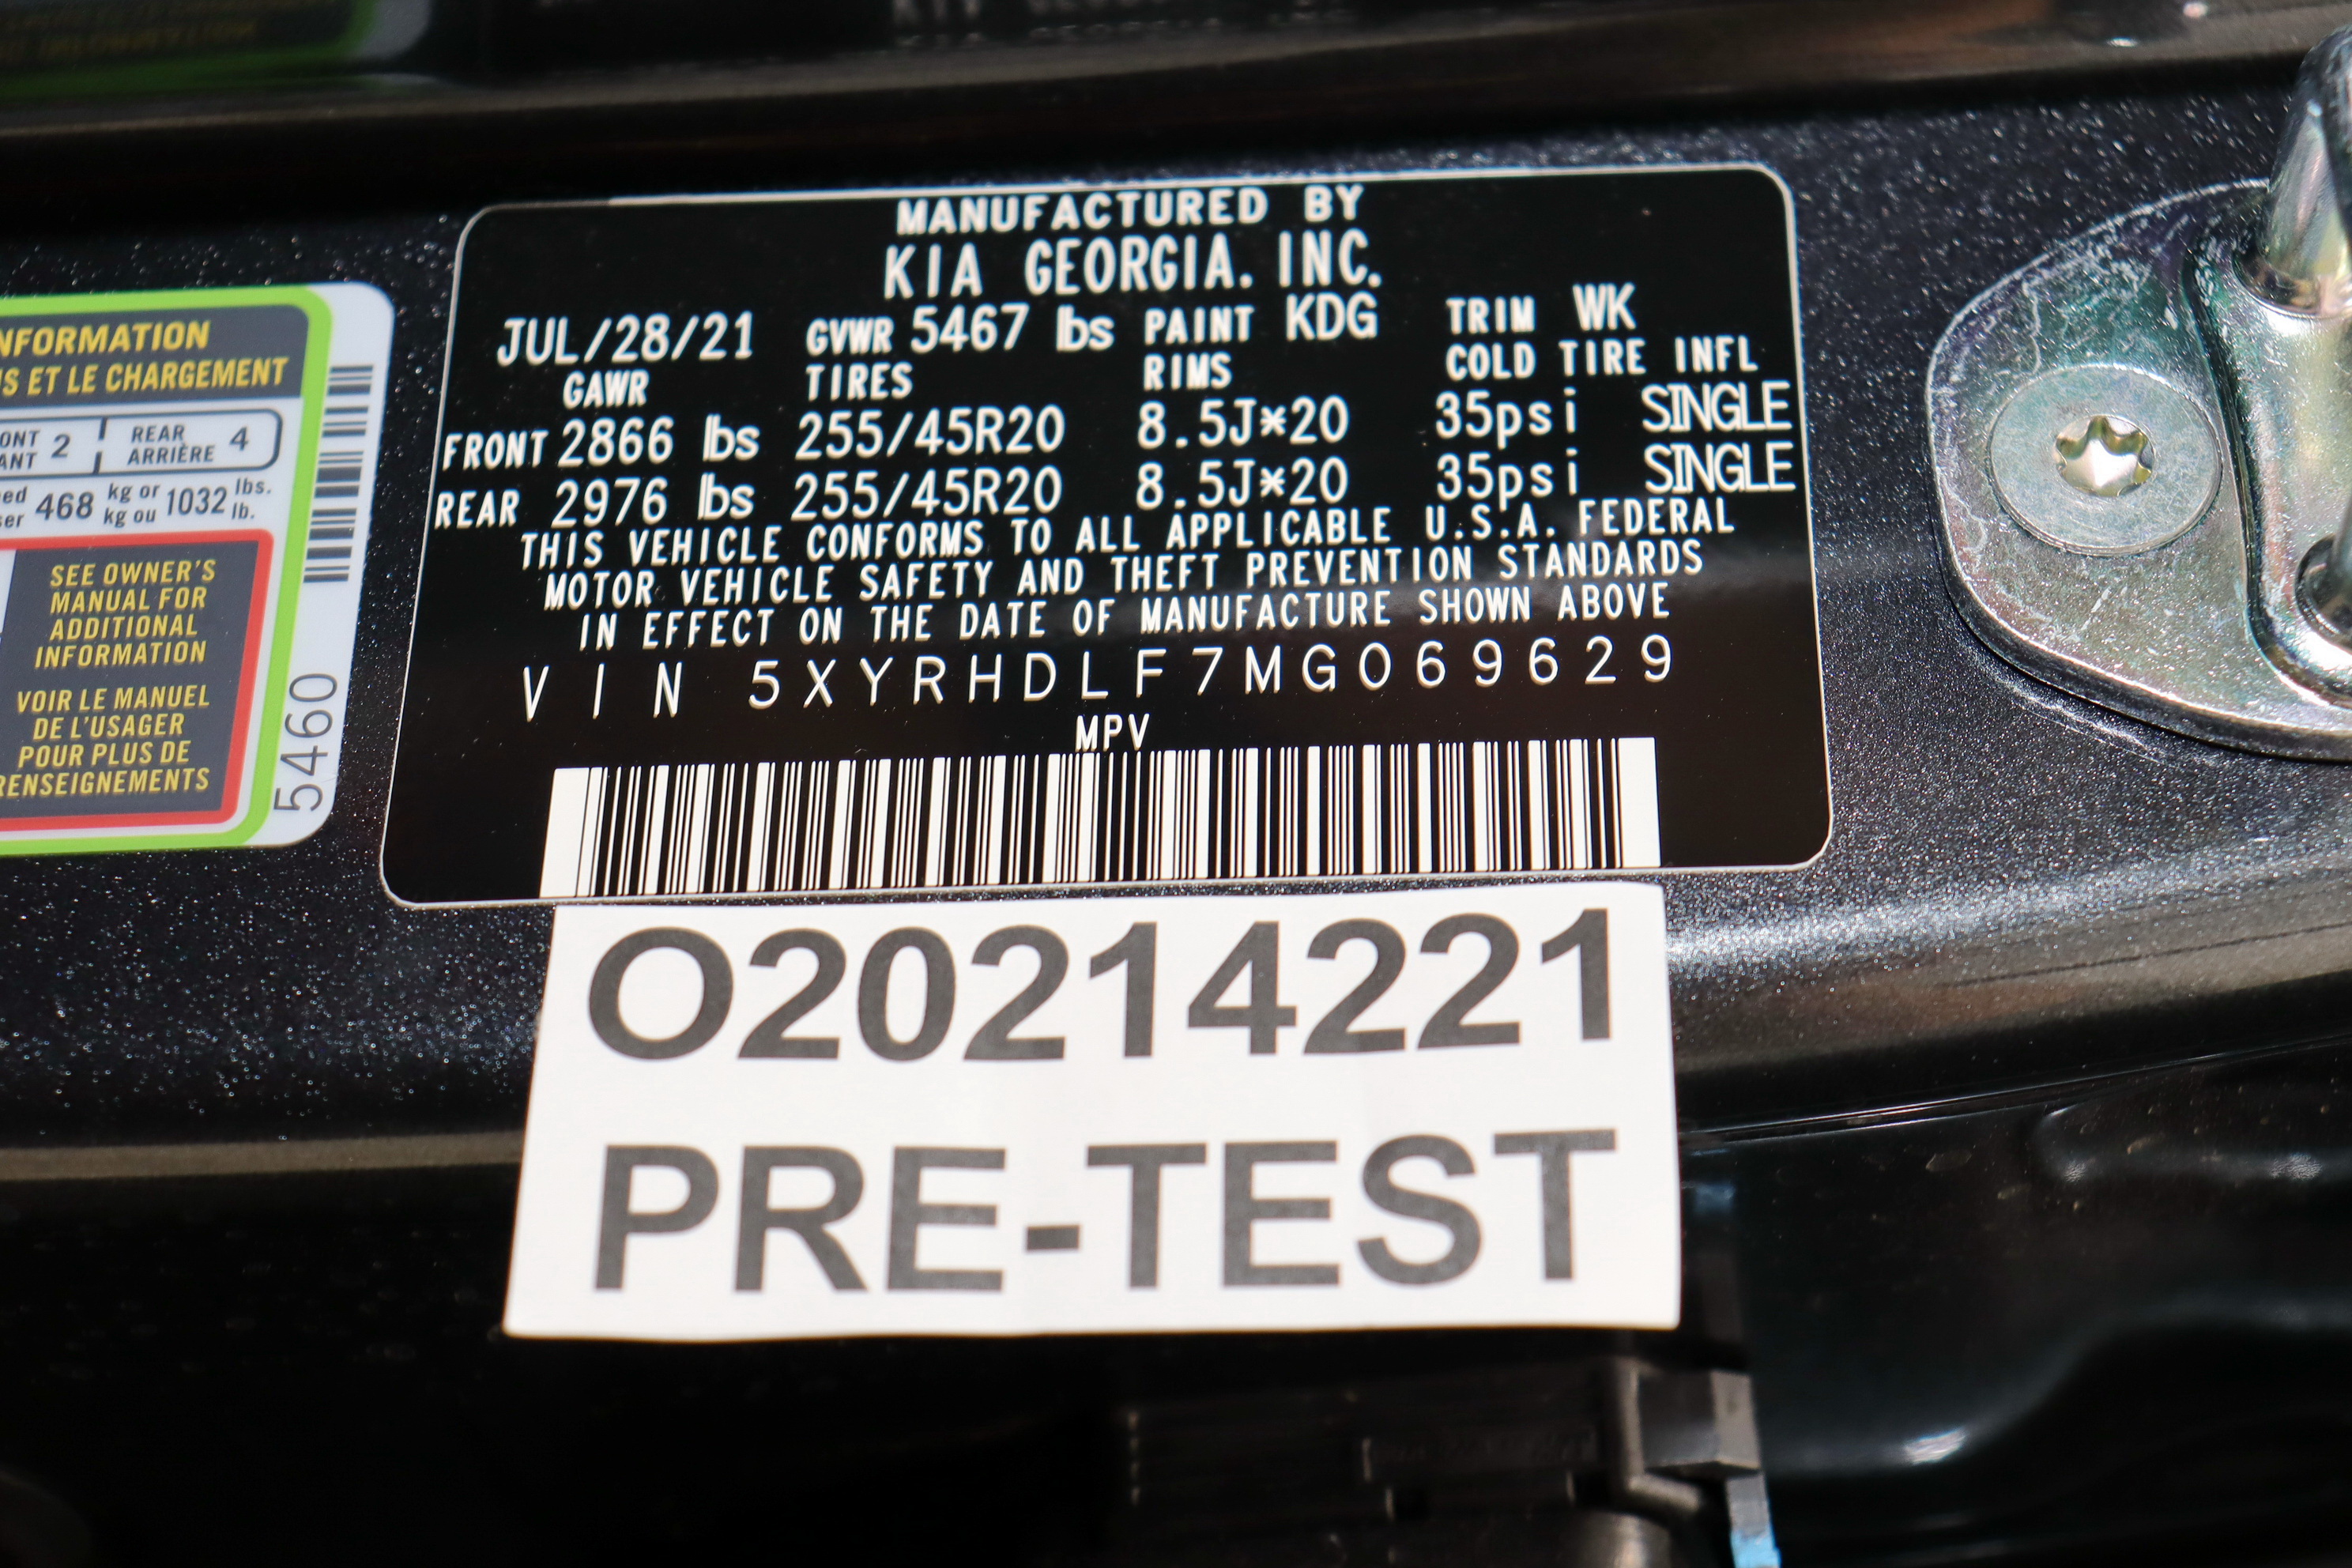 NFORMATION
S ET LE CHARGEMENT
ONT
ANT 2
REAR
ARRIÈRE 4
468 kg or 1032 lbs.
kg ou lb.
SEE OWNER'S
MANUAL FOR
ADDITIONAL
INFORMATION
VOIR LE MANUEL
DE L'USAGER
POUR PLUS DE
RENSEIGNEMENTS
5460
MANUFACTURED BY
KIA GEORGIA. INC.
JUL/28/21 GVWR 5467 lbs PAINT KDG TRIM WK
GAWR TIRES RIMS COLD TIRE INFL
FRONT 2866 lbs 255/45R20 8.5J*20 35psi SINGLE
REAR 2976 lbs 255/45R20 8.5J*20 35psi SINGLE
THIS VEHICLE CONFORMS TO ALL APPLICABLE U.S.A. FEDERAL
MOTOR VEHICLE SAFETY AND THEFT PREVENTION STANDARDS
IN EFFECT ON THE DATE OF MANUFACTURE SHOWN ABOVE
VIN 5XYRHDLF7MG069629
MPV
O20214221
PRE-TEST